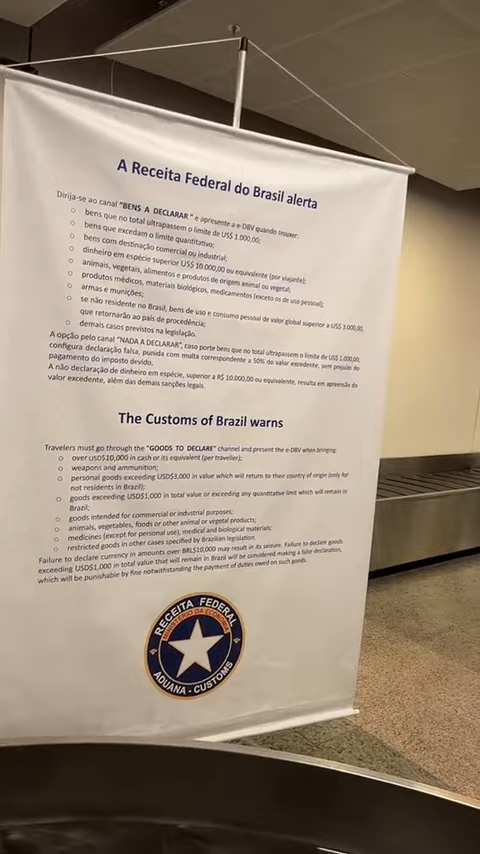 A Receita Federal do Brasil alerta
Dirija-se ao canal "BENS A DECLARAR " e apresente a e-DBV quando trouxer:
o bens que no total ultrapassem o limite de US$ 1.000,00;
o bens que excedam o limite quantitativo;
o bens com destinação comercial ou industrial;
o dinheiro em espécie superior US$ 10.000,00 ou equivalente (por viajante);
o animais, vegetais, alimentos e produtos de origem animal ou vegetal;
o produtos médicos, materiais biológicos, medicamentos (exceto os de uso pessoal);
o armas e munições;
o se não residente no Brasil, bens de uso e consumo pessoal de valor global superior a US$ 3.000,00,
que retornarão ao país de procedência;
o demais casos previstos na legislação.
A opção pelo canal "NADA A DECLARAR", caso porte bens que no total ultrapassem o limite de US$ 1.000,00,
configura declaração falsa, punida com multa correspondente a 50% do valor excedente, sem prejuízo do
pagamento do imposto devido.
A não declaração de dinheiro em espécie, superior a R$ 10.000,00 ou equivalente, resulta em apreensão do
valor excedente, além das demais sanções legais.
The Customs of Brazil warns
Travelers must go through the "GOODS TO DECLARE" channel and present the e-DBV when bringing:
o over USD$10,000 in cash or its equivalent (per traveller);
o weapons and ammunition;
o personal goods exceeding USD$3,000 in value which will return to their country of origin (only for
not residents in Brazil);
o goods exceeding USD$1,000 in total value or exceeding any quantitative limit which will remain in
Brazil;
o goods intended for commercial or industrial purposes;
o animals, vegetables, foods or other animal or vegetal products;
o medicines (except for personal use); medical and biological materials;
o restricted goods in other cases specified by Brazilian legislation.
Failure to declare currency in amounts over BRL$10,000 may result in its seizure. Failure to declare goods
exceeding USD$1,000 in total value that will remain in Brazil will be considered making a false declaration,
which will be punishable by fine notwithstanding the payment of duties owed on such goods.
RECEITA FEDERAL
MINISTÉRIO DA ECONOMIA
ADUANA - CUSTOMS